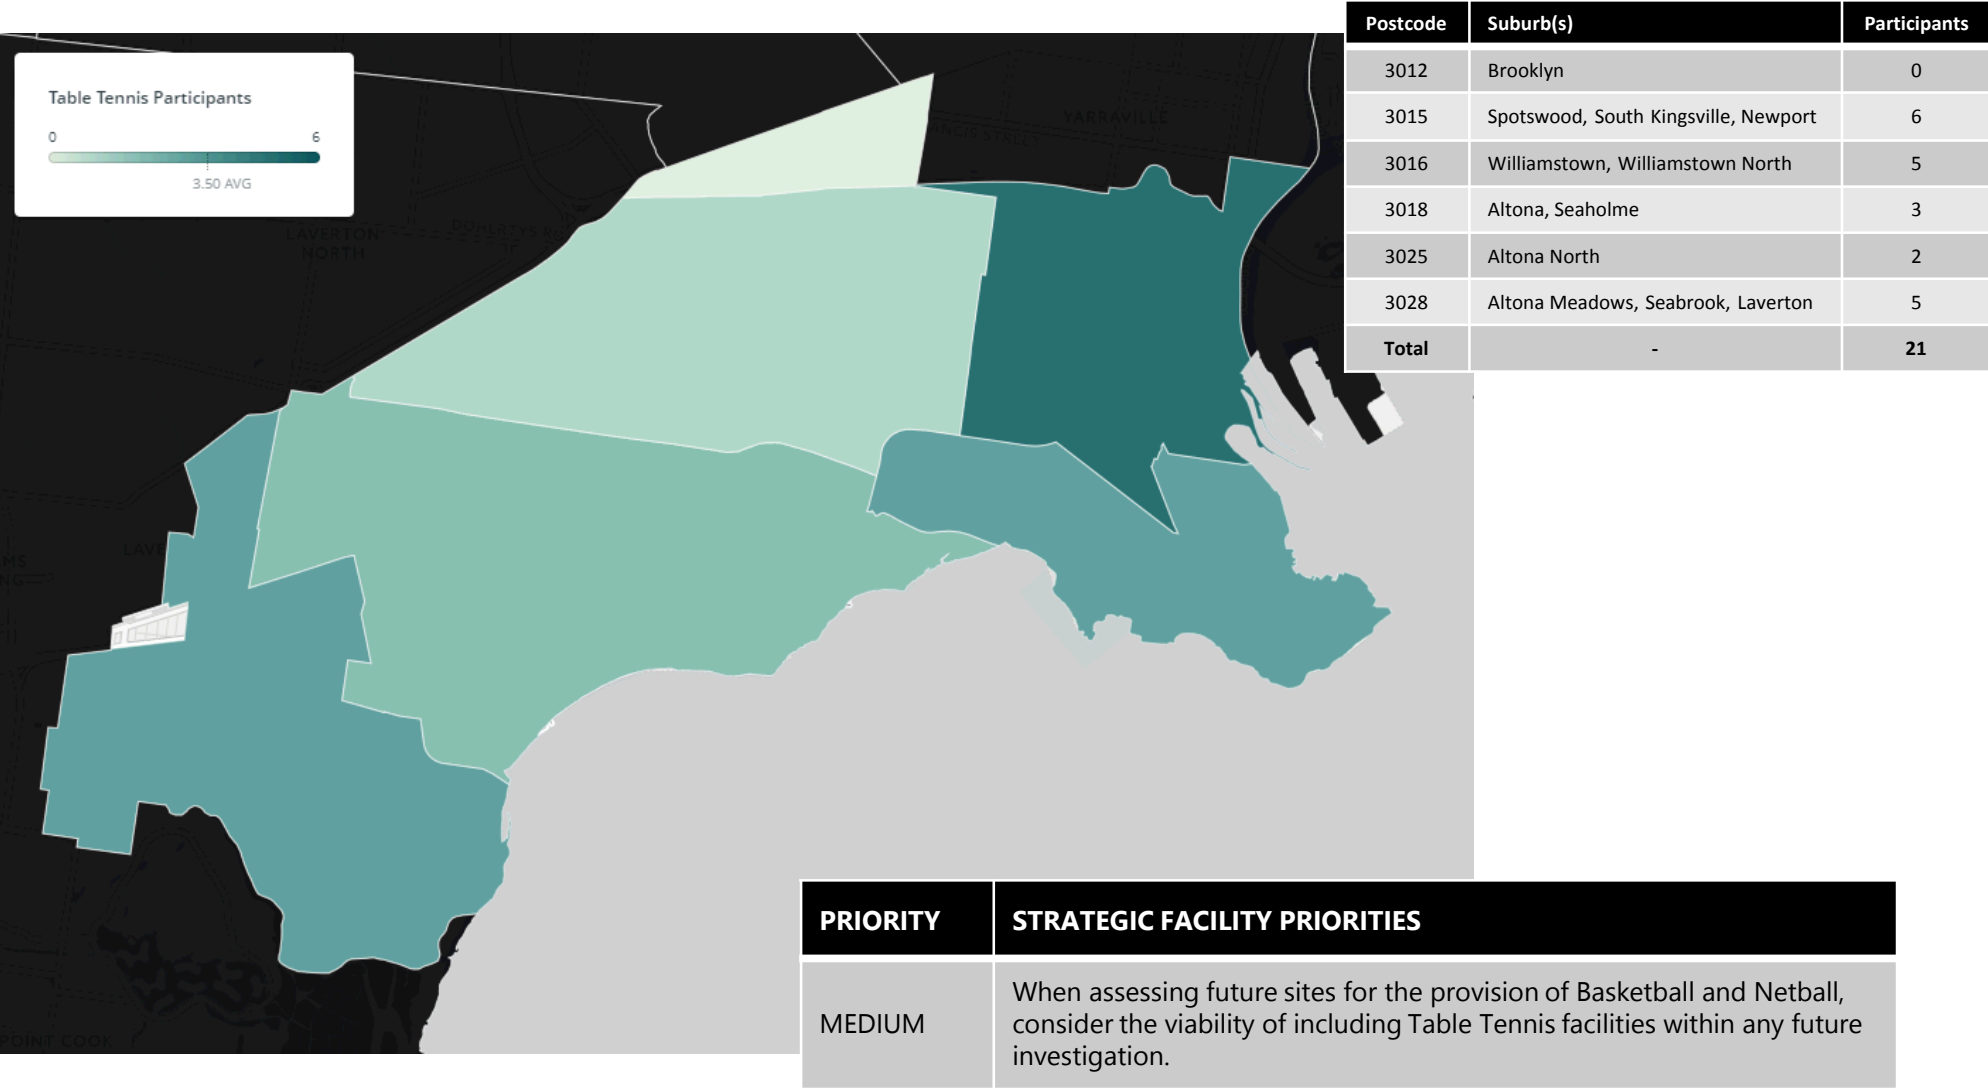 Table Tennis Participants
0 6
3.50 AVG
YARRAVILLE
LAVERTON
NORTH
DOHERTYS
POINT COOK
Postcode Suburb(s) Participants
3012 Brooklyn 0
3015 Spotswood, South Kingsville, Newport 6
3016 Williamstown, Williamstown North 5
3018 Altona, Seaholme 3
3025 Altona North 2
3028 Altona Meadows, Seabrook, Laverton 5
Total - 21
PRIORITY STRATEGIC FACILITY PRIORITIES
MEDIUM
When assessing future sites for the provision of Basketball and Netball,
consider the viability of including Table Tennis facilities within any future
investigation.